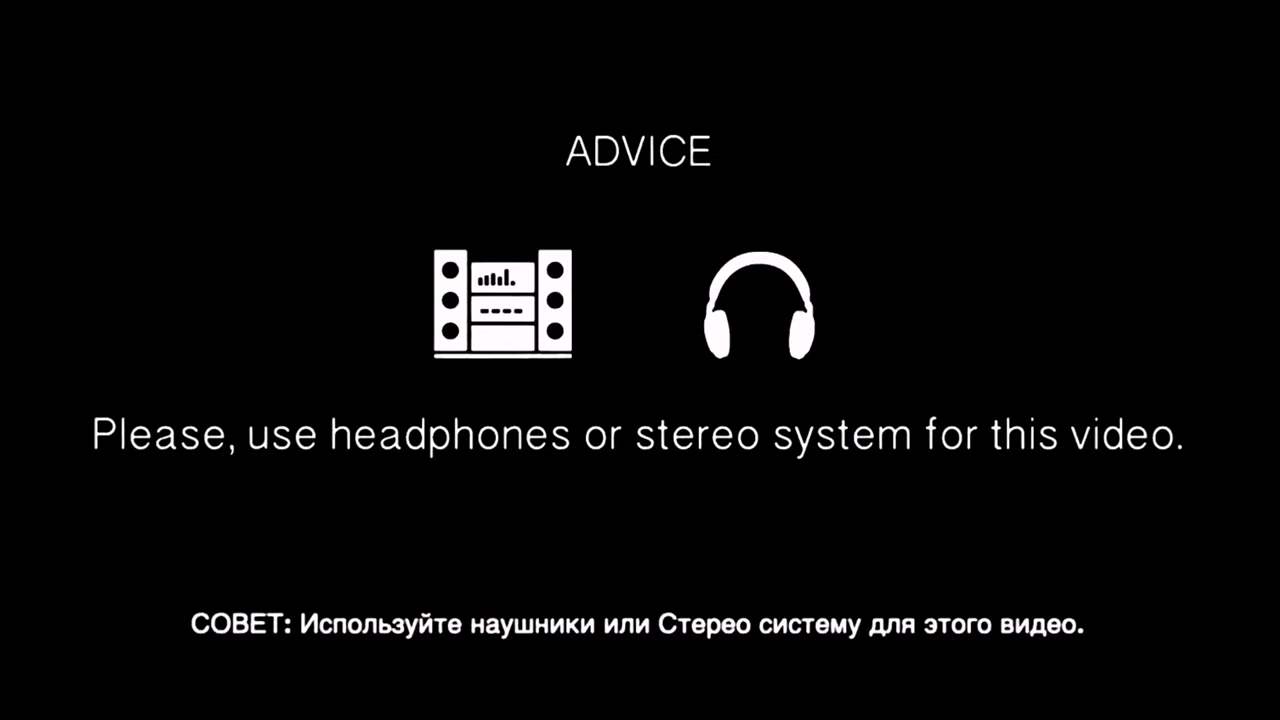 ADVICE
Please, use headphones or stereo system for this video.
СОВЕТ: Используйте наушники или Стерео систему для этого видео.